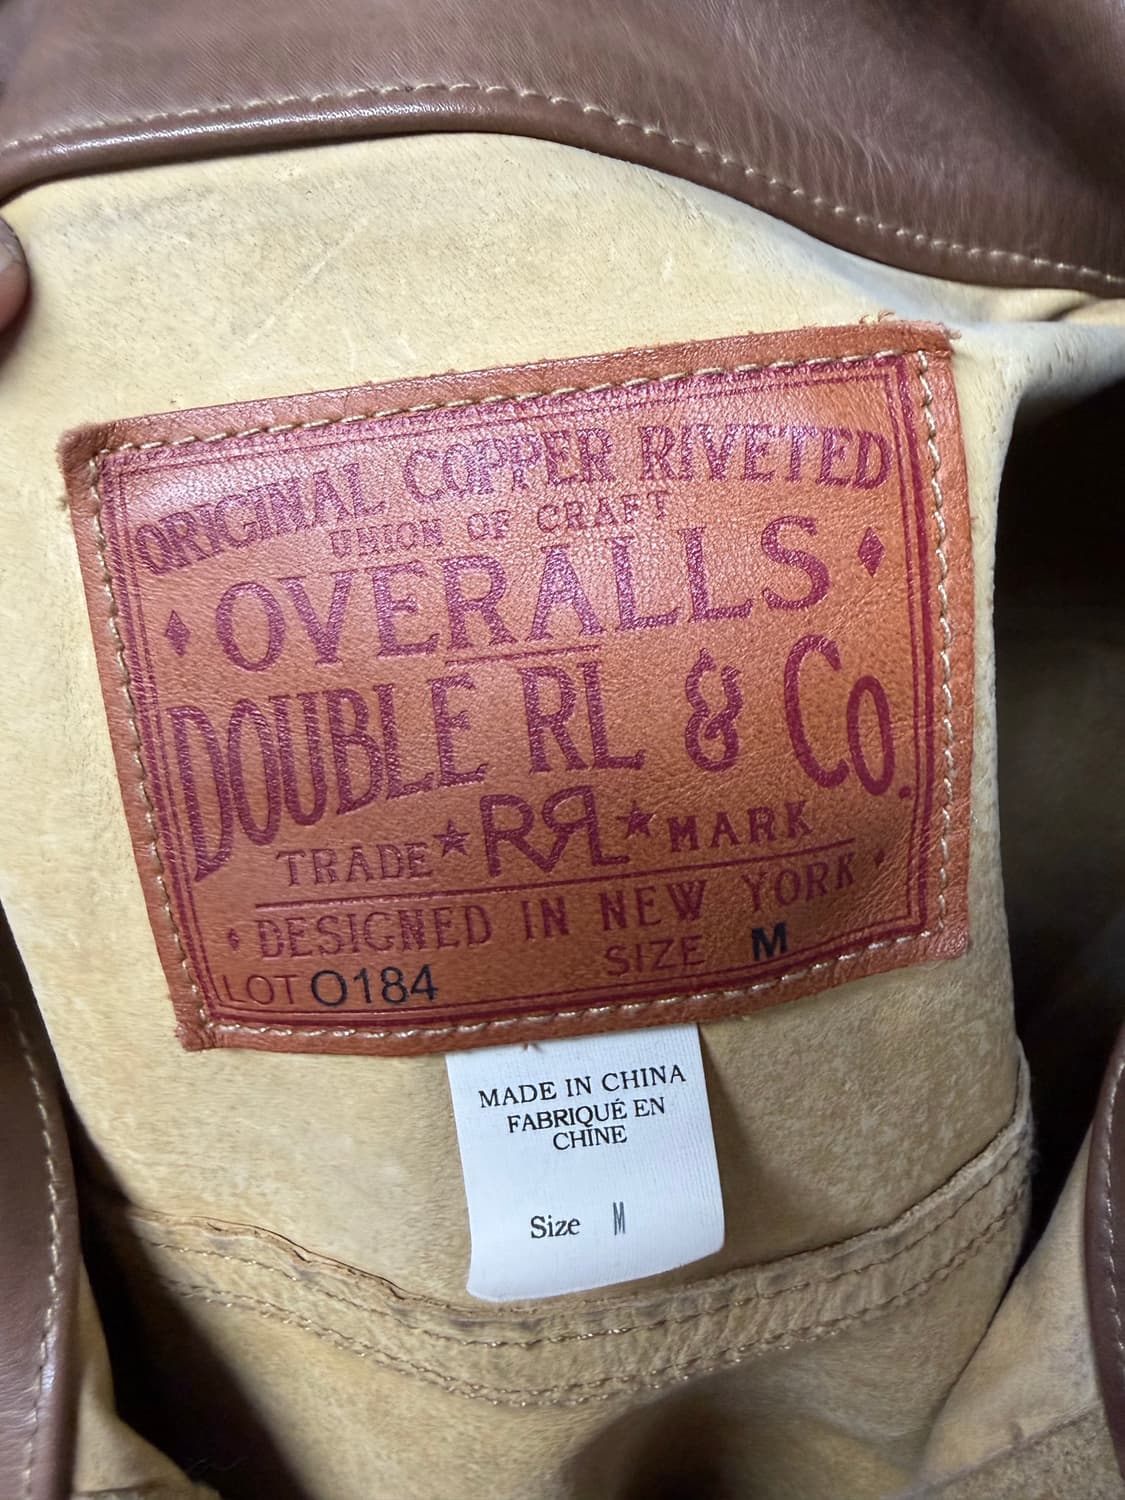 ORIGINAL COPPER RIVETED
UNION OF CRAFT
OVERALLS
DOUBLE RL & Co.
TRADE ★ RRL ★ MARK
DESIGNED IN NEW YORK
LOT 0184 SIZE M
MADE IN CHINA
FABRIQUÉ EN
CHINE
Size M